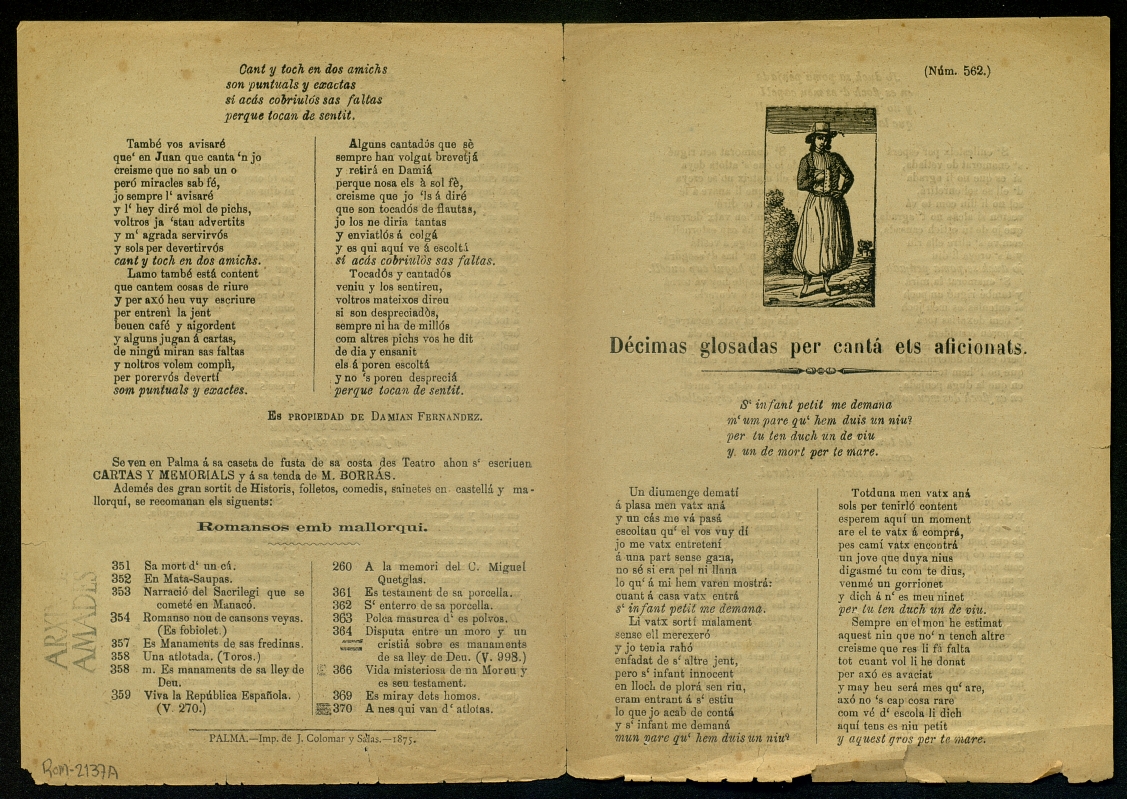 Cant y toch en dos amichs
son puntuals y exactas
si acás cobriulós sas faltas
perque tocan de sentit.
També vos avisaré
que' en Juan que canta 'n jo
creisme que no sab un o
peró miracles sab fé,
jo sempre l' avisaré
y l' hey diré mol de pichs,
voltros ja 'stau advertits
y m' agrada servirvós
y sols per devertirvós
cant y toch en dos amichs.
Lamo també está content
que cantem cosas de riure
y per axó heu vuy escriure
per entrení la jent
beuen café y aigordent
y alguns jugan á cartas,
de ningú miran sas faltas
y noltros volem complì,
per porervós devertí
som puntuals y exactes.
Alguns cantadós que sè
sempre han volgut brevetjá
y retirá en Damiá
perque nosa els à sol fè,
creisme que jo 'ls á diré
que son tocadós de flautas,
jo los ne diria tantas
y enviatlós á colgá
y es qui aquí ve á escoltá
si acás cobriulós sas faltas.
Tocadós y cantadós
veniu y los sentireu,
voltros mateixos direu
si son despreciadòs,
sempre ni ha de millós
com altres pichs vos he dit
de dia y ensanit
els á poren escoltá
y no 's poren despreciá
perque tocan de sentit.
Es propiedad de Damian Fernandez.
Se ven en Palma á sa caseta de fusta de sa costa des Teatro ahon s' escriuen
CARTAS Y MEMORIALS y á sa tenda de M. BORRÁS.
Ademés des gran sortit de Historis, folletos, comedis, sainetes en castellá y ma-
llorquí, se recomanan els siguents:
Romansos emb mallorqui.
351 Sa mort d' un cá.
352 En Mata-Saupas.
353 Narració del Sacrilegi que se
cometé en Manacó.
354 Romanso nou de cansons veyas.
(Es fobiolet.)
357 Es Manaments de sas fredinas.
358 Una atlotada. (Toros.)
358 m. Es manaments de sa lley de
Deu.
359 Viva la República Española.
(V. 270.)
260 A la memori del C. Miguel
Quetglas.
361 Es testament de sa porcella.
362 S' enterro de sa porcella.
363 Polca masurca d' es polvos.
364 Disputa entre un moro y un
cristiá sobre es manaments
de sa lley de Deu. (V. 998.)
366 Vida misteriosa de na Moreu y
es seu testament.
369 Es miray dets homos.
370 A nes qui van d' atlotas.
PALMA.—Imp. de J. Colomar y Salas.—1875.
ARXIU
AMADES
Rom-2137A
(Núm. 562.)
Décimas glosadas per cantá ets aficionats.
S' infant petit me demana
m' um pare qu' hem duis un niu?
per tu ten duch un de viu
y un de mort per te mare.
Un diumenge dematí
á plasa men vatx aná
y un cás me vá pasá
escoltau qu' el vos vuy dí
jo me vatx entretení
á una part sense gana,
no sé si era pel ni llana
lo qu' á mi hem varen mostrá:
cuant á casa vatx entrá
s' infant petit me demana.
Li vatx sortí malament
sense ell merexeró
y jo tenia rahó
enfadat de s' altre jent,
pero s' infant innocent
en lloch de plorá sen riu,
eram entrant á s' estiu
lo que jo acab de contá
y s' infant me demaná
mun pare qu' hem duis un niu?
Totduna men vatx aná
sols per tenirló content
esperem aquí un moment
are el te vatx á comprá,
pes camí vatx encontrá
un jove que duya nius
digasmé tu com te dius,
venmé un gorrionet
y dich á n' es meu ninet
per tu ten duch un de viu.
Sempre en el mon he estimat
aquest nin que no' n tench altre
creisme que res li fá falta
tot cuant vol li he donat
per axó es avaciat
y may heu será mes qu' are,
axó no 's cap cosa rare
com vé d' escola li dich
aquí tens es niu petit
y aquest gros per te mare.